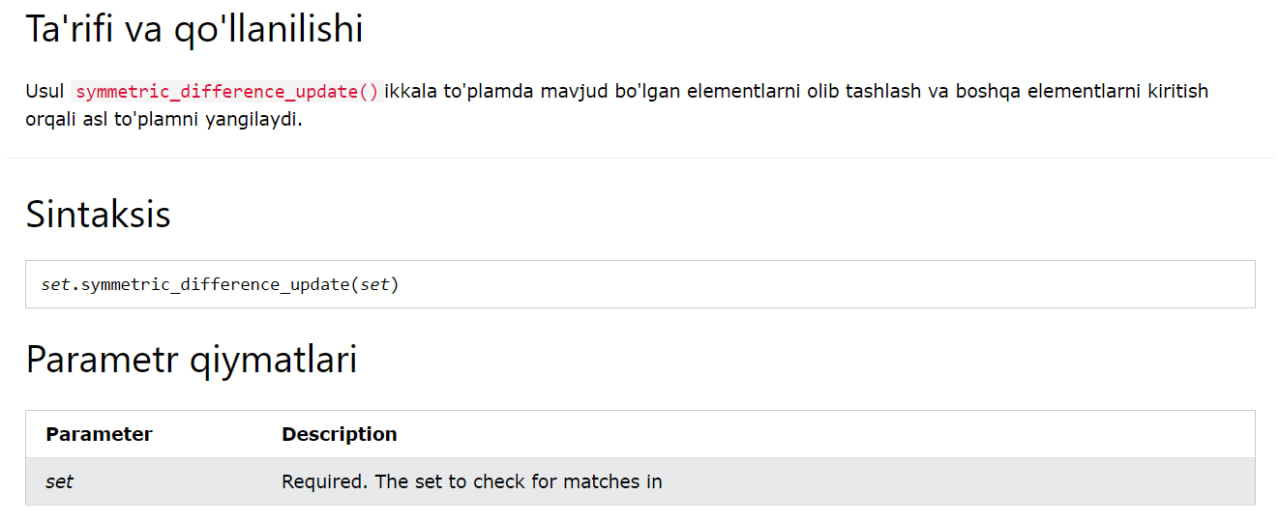 Ta'rifi va qo'llanilishi
Usul symmetric_difference_update() ikkala to'plamda mavjud bo'lgan elementlarni olib tashlash va boshqa elementlarni kiritish
orqali asl to'plamni yangilaydi.
Sintaksis
set.symmetric_difference_update(set)
Parametr qiymatlari
Parameter Description
set Required. The set to check for matches in